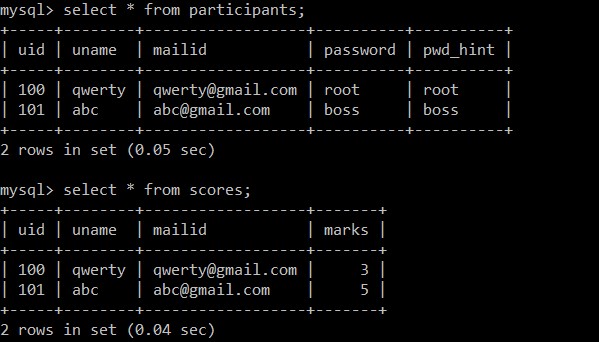 mysql> select * from participants;
+-----+--------+-----------------+----------+----------+
| uid | uname  | mailid          | password | pwd_hint |
+-----+--------+-----------------+----------+----------+
| 100 | qwerty | qwerty@gmail.com | root     | root     |
| 101 | abc    | abc@gmail.com   | boss     | boss     |
+-----+--------+-----------------+----------+----------+
2 rows in set (0.05 sec)
mysql> select * from scores;
+-----+--------+-----------------+-------+
| uid | uname  | mailid          | marks |
+-----+--------+-----------------+-------+
| 100 | qwerty | qwerty@gmail.com |     3 |
| 101 | abc    | abc@gmail.com   |     5 |
+-----+--------+-----------------+-------+
2 rows in set (0.04 sec)